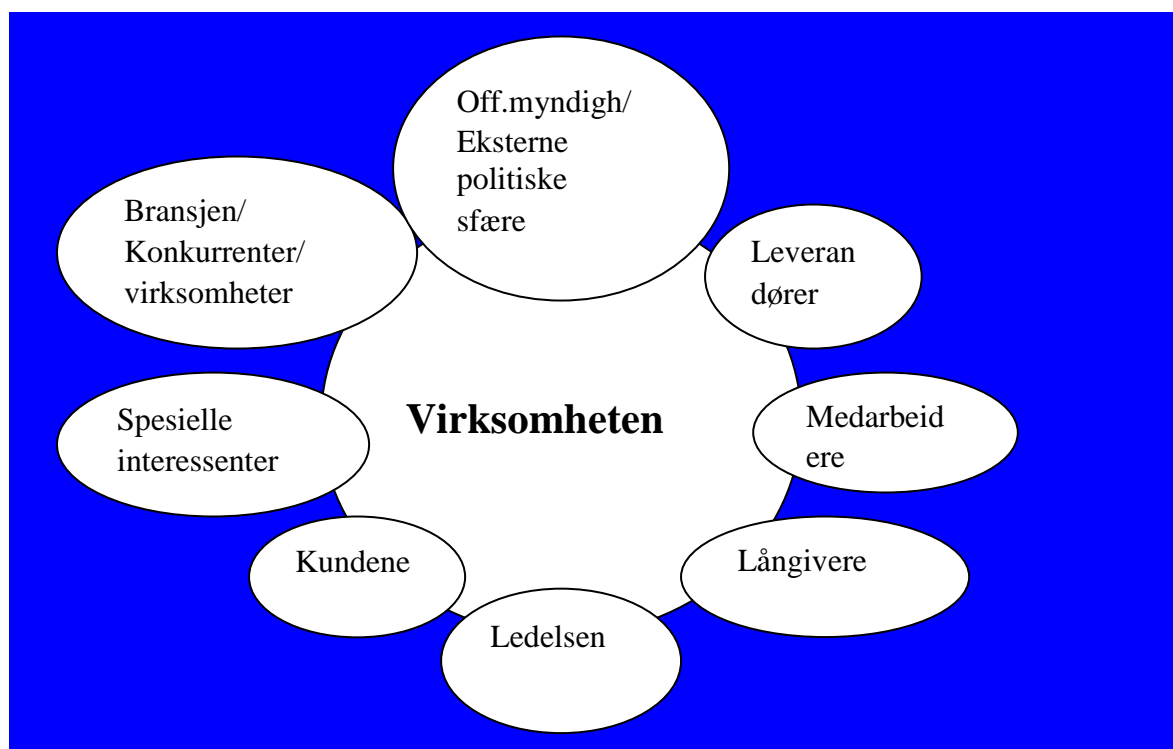 Off.myndigh/
Eksterne
politiske
sfære
Bransjen/
Konkurrenter/
virksomheter
Leveran
dører
Virksomheten
Medarbeid
ere
Spesielle
interessenter
Kundene
Långivere
Ledelsen